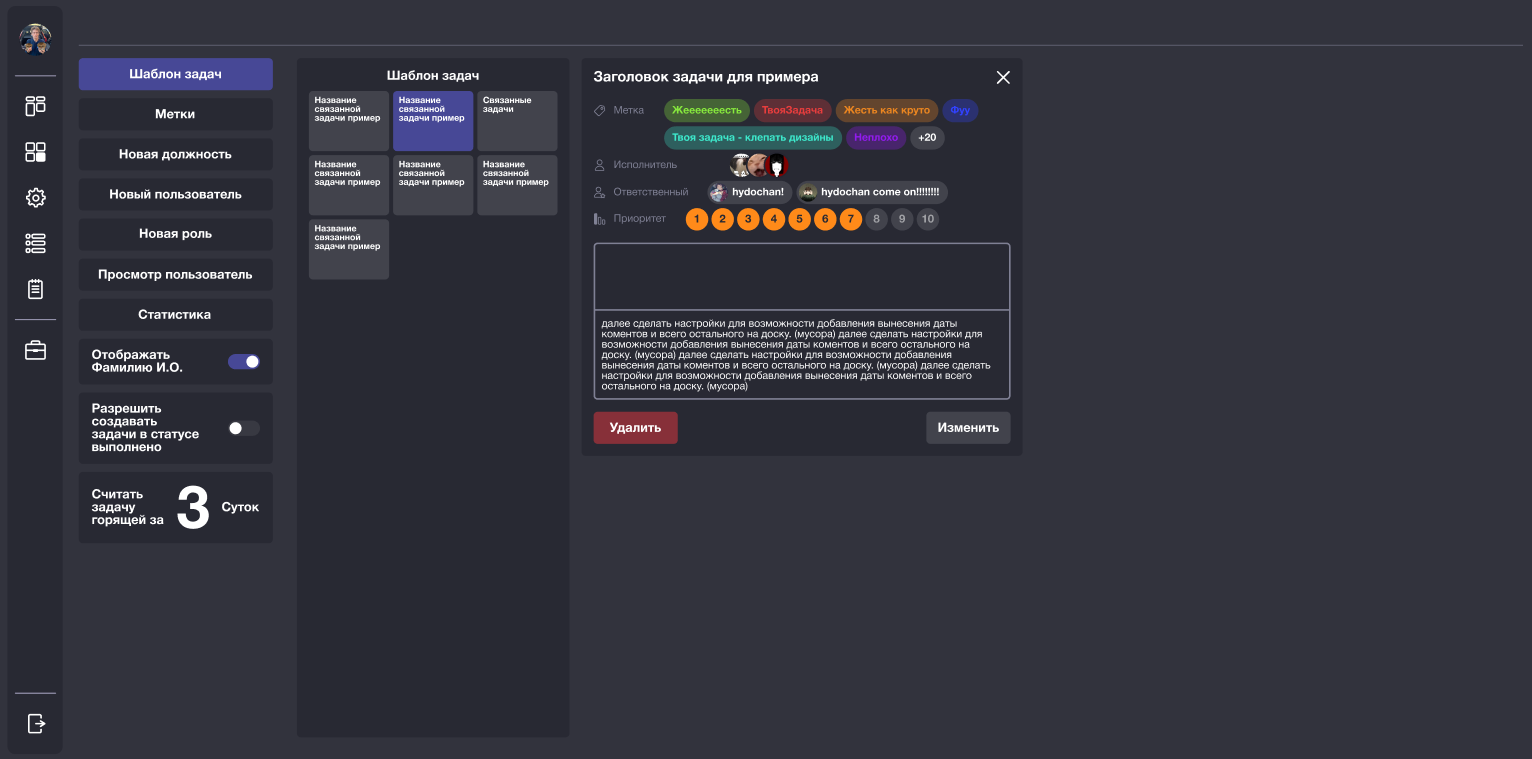 Шаблон задач
Метки
Новая должность
Новый пользователь
Новая роль
Просмотр пользователь
Статистика
Отображать
Фамилию И.О.
Разрешить
создавать
задачи в статусе
выполнено
Считать
задачу
горящей за
3
Суток
Шаблон задач
Название
связанной
задачи пример
Название
связанной
задачи пример
Связанные
задачи
Название
связанной
задачи пример
Название
связанной
задачи пример
Название
связанной
задачи пример
Название
связанной
задачи пример
Заголовок задачи для примера
Метка
Жееееееесть
ТвояЗадача
Жесть как круто
Фуу
Твоя задача - клепать дизайны
Неплохо
+20
Исполнитель
Ответственный
hydochan!
hydochan come on!!!!!!!!
Приоритет
1 2 3 4 5 6 7 8 9 10
далее сделать настройки для возможности добавления вынесения даты
коментов и всего остального на доску. (мусора) далее сделать настройки для
возможности добавления вынесения даты коментов и всего остального на
доску. (мусора) далее сделать настройки для возможности добавления
вынесения даты коментов и всего остального на доску. (мусора) далее сделать
настройки для возможности добавления вынесения даты коментов и всего
остального на доску. (мусора)
Удалить
Изменить